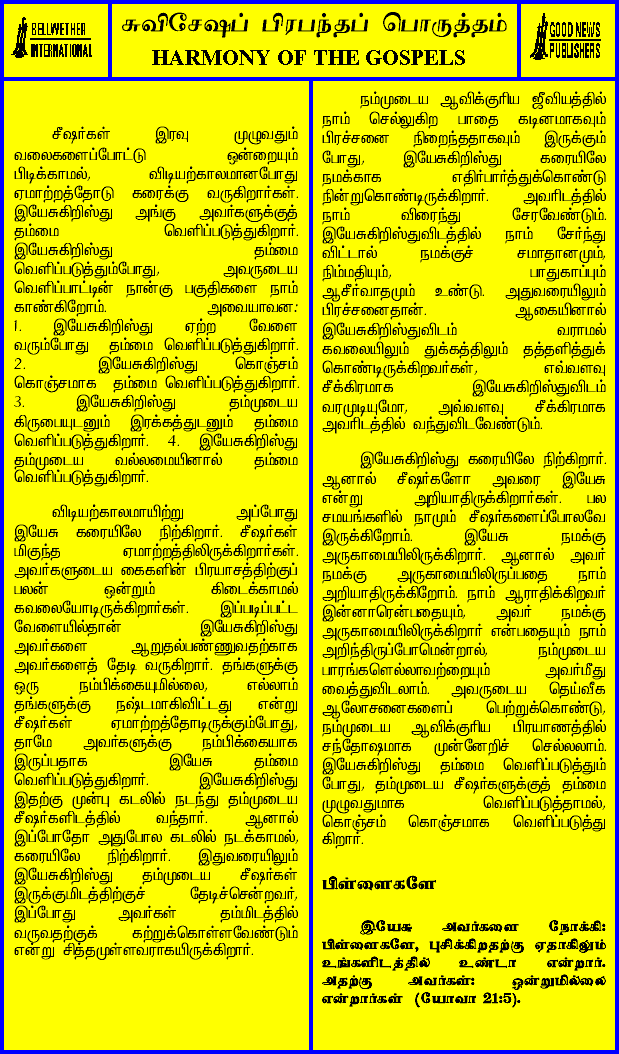 BELLWETHER
INTERNATIONAL
சுவிசேஷப் பிரபந்தப் பொருத்தம்
HARMONY OF THE GOSPELS
GOOD NEWS
PUBLISHERS
சீஷர்கள் இரவு முழுவதும்
வலைகளைப்போட்டு ஒன்றையும்
பிடிக்காமல், விடியற்காலமானபோது
ஏமாற்றத்தோடு கரைக்கு வருகிறார்கள்.
இயேசுகிறிஸ்து அங்கு அவர்களுக்குத்
தம்மை வெளிப்படுத்துகிறார்.
இயேசுகிறிஸ்து தம்மை
வெளிப்படுத்தும்போது, அவருடைய
வெளிப்பாட்டின் நான்கு பகுதிகளை நாம்
காண்கிறோம். அவையாவன:
1. இயேசுகிறிஸ்து ஏற்ற வேளை
வரும்போது தம்மை வெளிப்படுத்துகிறார்.
2. இயேசுகிறிஸ்து கொஞ்சம்
கொஞ்சமாக தம்மை வெளிப்படுத்துகிறார்.
3. இயேசுகிறிஸ்து தம்முடைய
கிருபையுடனும் இரக்கத்துடனும் தம்மை
வெளிப்படுத்துகிறார். 4. இயேசுகிறிஸ்து
தம்முடைய வல்லமையினால் தம்மை
வெளிப்படுத்துகிறார்.
விடியற்காலமாயிற்று அப்போது
இயேசு கரையிலே நிற்கிறார். சீஷர்கள்
மிகுந்த ஏமாற்றத்திலிருக்கிறார்கள்.
அவர்களுடைய கைகளின் பிரயாசத்திற்குப்
பலன் ஒன்றும் கிடைக்காமல்
கவலையோடிருக்கிறார்கள். இப்படிப்பட்ட
வேளையில்தான் இயேசுகிறிஸ்து
அவர்களை ஆறுதல்பண்ணுவதற்காக
அவர்களைத் தேடி வருகிறார். தங்களுக்கு
ஒரு நம்பிக்கையுமில்லை, எல்லாம்
தங்களுக்கு நஷ்டமாகிவிட்டது என்று
சீஷர்கள் ஏமாற்றத்தோடிருக்கும்போது,
தாமே அவர்களுக்கு நம்பிக்கையாக
இருப்பதாக இயேசு தம்மை
வெளிப்படுத்துகிறார். இயேசுகிறிஸ்து
இதற்கு முன்பு கடலில் நடந்து தம்முடைய
சீஷர்களிடத்தில் வந்தார். ஆனால்
இப்போதோ அதுபோல கடலில் நடக்காமல்,
கரையிலே நிற்கிறார். இதுவரையிலும்
இயேசுகிறிஸ்து தம்முடைய சீஷர்கள்
இருக்குமிடத்திற்குச் தேடிச்சென்றவர்,
இப்போது அவர்கள் தம்மிடத்தில்
வருவதற்குக் கற்றுக்கொள்ளவேண்டும்
என்று சித்தமுள்ளவராகயிருக்கிறார்.
நம்முடைய ஆவிக்குரிய ஜீவியத்தில்
நாம் செல்லுகிற பாதை கடினமாகவும்
பிரச்சனை நிறைந்ததாகவும் இருக்கும்
போது, இயேசுகிறிஸ்து கரையிலே
நமக்காக எதிர்பார்த்துக்கொண்டு
நின்றுகொண்டிருக்கிறார். அவரிடத்தில்
நாம் விரைந்து சேரவேண்டும்.
இயேசுகிறிஸ்துவிடத்தில் நாம் சேர்ந்து
விட்டால் நமக்குச் சமாதானமும்,
நிம்மதியும், பாதுகாப்பும்
ஆசீர்வாதமும் உண்டு. அதுவரையிலும்
பிரச்சனைதான். ஆகையினால்
இயேசுகிறிஸ்துவிடம் வராமல்
கவலையிலும் துக்கத்திலும் தத்தளித்துக்
கொண்டிருக்கிறவர்கள், எவ்வளவு
சீக்கிரமாக இயேசுகிறிஸ்துவிடம்
வரமுடியுமோ, அவ்வளவு சீக்கிரமாக
அவரிடத்தில் வந்துவிடவேண்டும்.
இயேசுகிறிஸ்து கரையிலே நிற்கிறார்.
ஆனால் சீஷர்களோ அவரை இயேசு
என்று அறியாதிருக்கிறார்கள். பல
சமயங்களில் நாமும் சீஷர்களைப்போலவே
இருக்கிறோம். இயேசு நமக்கு
அருகாமையிலிருக்கிறார். ஆனால் அவர்
நமக்கு அருகாமையிலிருப்பதை நாம்
அறியாதிருக்கிறோம். நாம் ஆராதிக்கிறவர்
இன்னாரென்பதையும், அவர் நமக்கு
அருகாமையிலிருக்கிறார் என்பதையும் நாம்
அறிந்திருப்போமென்றால், நம்முடைய
பாரங்களெல்லாவற்றையும் அவர்மீது
வைத்துவிடலாம். அவருடைய தெய்வீக
ஆலோசனைகளைப் பெற்றுக்கொண்டு,
நம்முடைய ஆவிக்குரிய பிரயாணத்தில்
சந்தோஷமாக முன்னேறிச் செல்லலாம்.
இயேசுகிறிஸ்து தம்மை வெளிப்படுத்தும்
போது, தம்முடைய சீஷர்களுக்குத் தம்மை
முழுவதுமாக வெளிப்படுத்தாமல்,
கொஞ்சம் கொஞ்சமாக வெளிப்படுத்து
கிறார்.
பிள்ளைகளே
இயேசு அவர்களை நோக்கி:
பிள்ளைகளே, புசிக்கிறதற்கு ஏதாகிலும்
உங்களிடத்தில் உண்டா என்றார்.
அதற்கு அவர்கள்: ஒன்றுமில்லை
என்றார்கள் (யோவா 21:5).